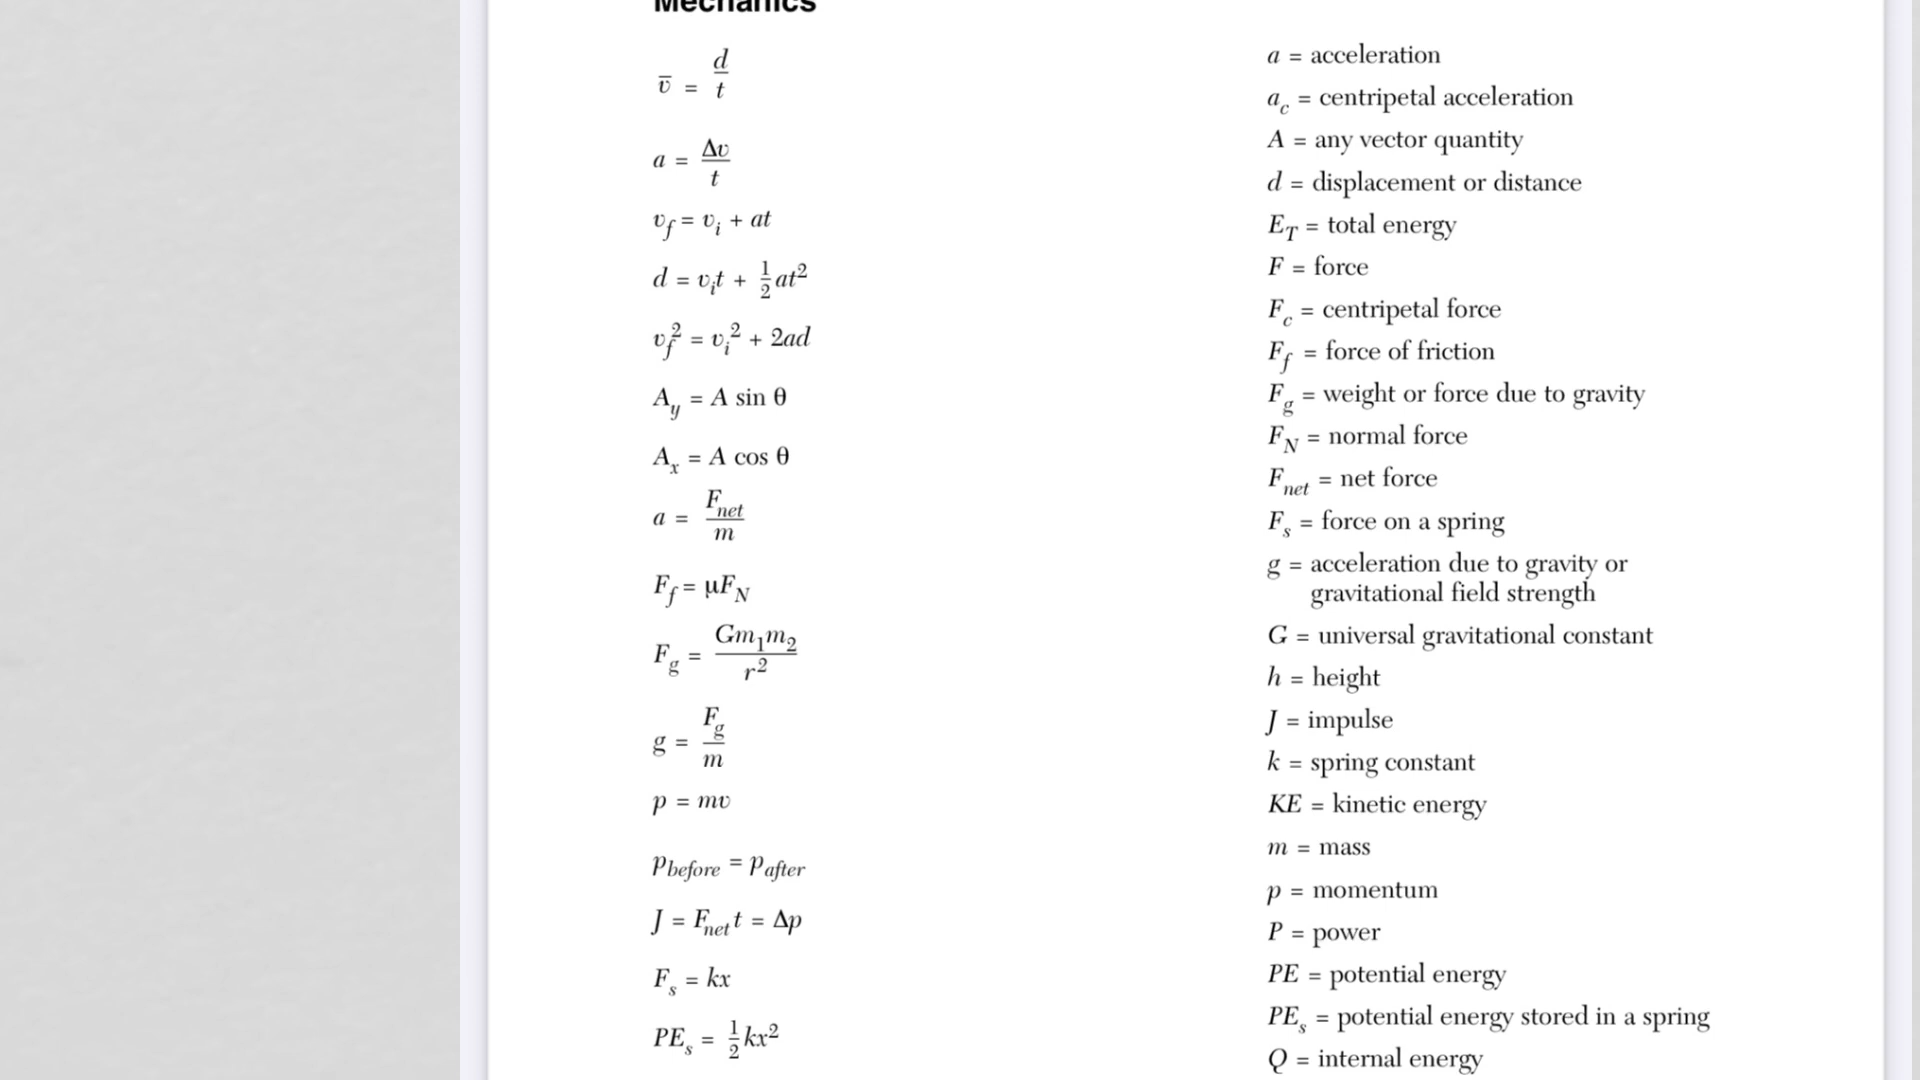 Mechanics
v̄ = d/t
a = Δv/t
v_f = v_i + at
d = v_i t + 1/2 at²
v_f² = v_i² + 2ad
A_y = A sin θ
A_x = A cos θ
a = F_net/m
F_f = μF_N
F_g = Gm₁m₂/r²
g = F_g/m
p = mv
p_before = p_after
J = F_net t = Δp
F_s = kx
PE_s = 1/2 kx²
a = acceleration
a_c = centripetal acceleration
A = any vector quantity
d = displacement or distance
E_T = total energy
F = force
F_c = centripetal force
F_f = force of friction
F_g = weight or force due to gravity
F_N = normal force
F_net = net force
F_s = force on a spring
g = acceleration due to gravity or
gravitational field strength
G = universal gravitational constant
h = height
J = impulse
k = spring constant
KE = kinetic energy
m = mass
p = momentum
P = power
PE = potential energy
PE_s = potential energy stored in a spring
Q = internal energy